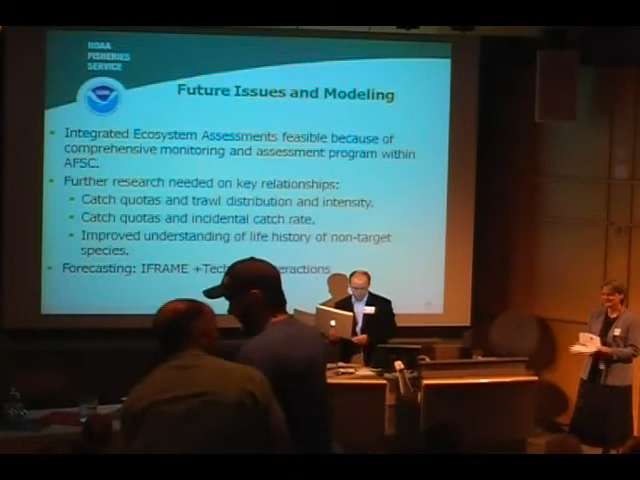 NOAA
FISHERIES
SERVICE
Future Issues and Modeling
Integrated Ecosystem Assessments feasible because of
comprehensive monitoring and assessment program within
AFSC.
Further research needed on key relationships:
Catch quotas and trawl distribution and intensity.
Catch quotas and incidental catch rate.
Improved understanding of life history of non-target
species.
Forecasting: IFRAME +